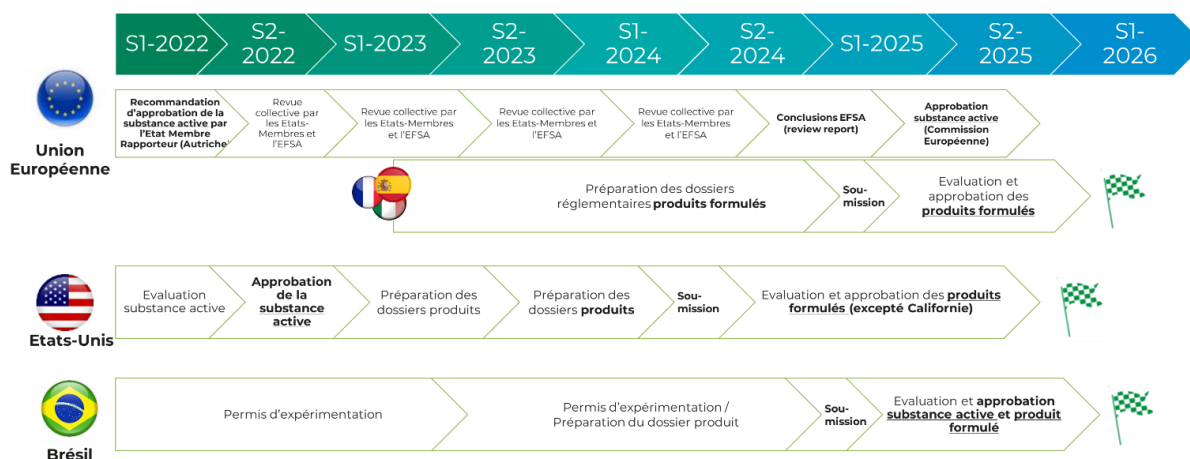 S1-2022
S2-
2022
S1-2023
S2-
2023
S1-
2024
S2-
2024
S1-2025
S2-
2025
S1-
2026
Union
Européenne
Recommandation
d'approbation de la
substance active par
l'Etat Membre
Rapporteur (Autriche)
Revue
collective par
les Etats-
Membres et
l'EFSA
Revue collective par
les Etats-Membres
et l'EFSA
Revue collective par
les Etats-Membres et
l'EFSA
Revue collective par
les Etats-Membres et
l'EFSA
Conclusions EFSA
(review report)
Approbation
substance active
(Commission
Européenne)
Préparation des dossiers
réglementaires produits formulés
Sou-
mission
Evaluation et
approbation des
produits formulés
Etats-Unis
Evaluation
substance active
Approbation
de la
substance
active
Préparation des
dossiers produits
Préparation des
dossiers produits
Sou-
mission
Evaluation et approbation des produits
formulés (excepté Californie)
Brésil
Permis d'expérimentation
Permis d'expérimentation /
Préparation du dossier produit
Sou-
mission
Evaluation et approbation
substance active et produit
formulé